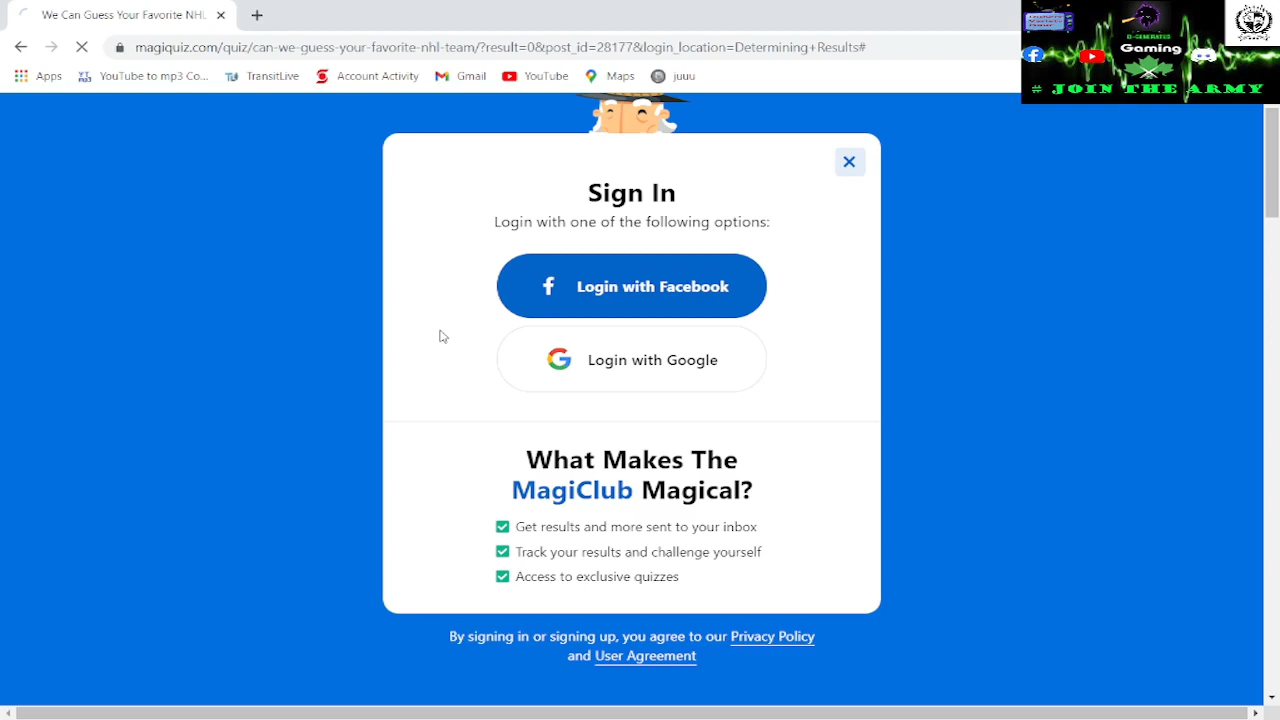 We Can Guess Your Favorite NHL
magiquiz.com/quiz/can-we-guess-your-favorite-nhl-team/?result=0&post_id=28177&login_location=Determining+Results#
Apps
YouTube to mp3 Co...
TransitLive
Account Activity
Gmail
YouTube
Maps
juuu
Gaming
# JOIN THE ARMY
Sign In
Login with one of the following options:
Login with Facebook
Login with Google
What Makes The
MagiClub Magical?
Get results and more sent to your inbox
Track your results and challenge yourself
Access to exclusive quizzes
By signing in or signing up, you agree to our Privacy Policy
and User Agreement